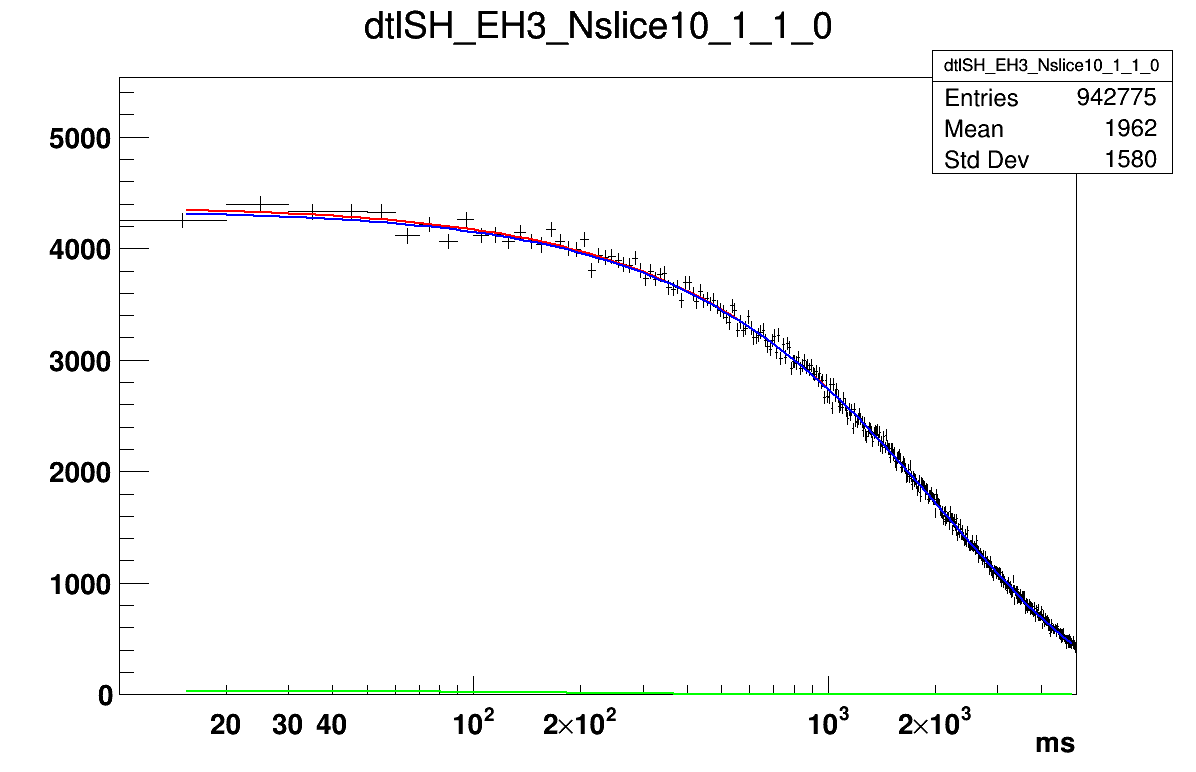 dtlSH_EH3_Nslice10_1_1_0
dtlSH_EH3_Nslice10_1_1_0
Entries 942775
Mean 1962
Std Dev 1580
5000
4000
3000
2000
1000
0
20 30 40 10² 2×10² 10³ 2×10³
ms